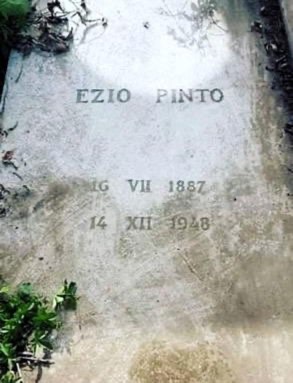 EZIO PINTO
16 VII 1887
14 XII 1948